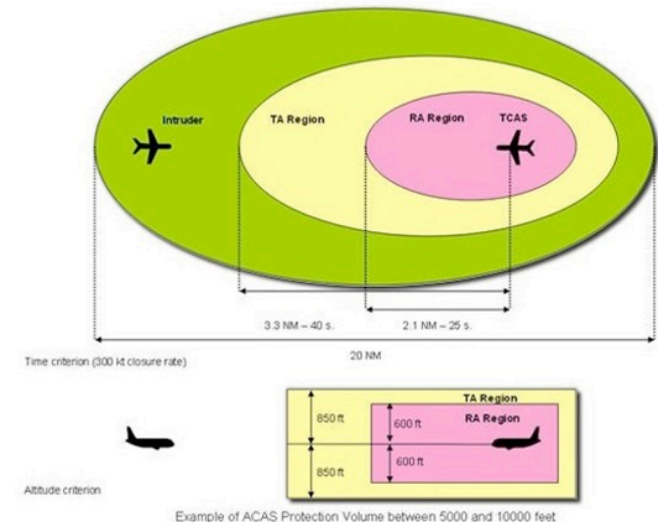 Intruder
TA Region
RA Region
TCAS
3.3 NM – 40 s.
2.1 NM – 25 s.
20 NM
Time criterion (300 kt closure rate)
TA Region
RA Region
850 ft
600 ft
850 ft
600 ft
Altitude criterion
Example of ACAS Protection Volume between 5000 and 10000 feet